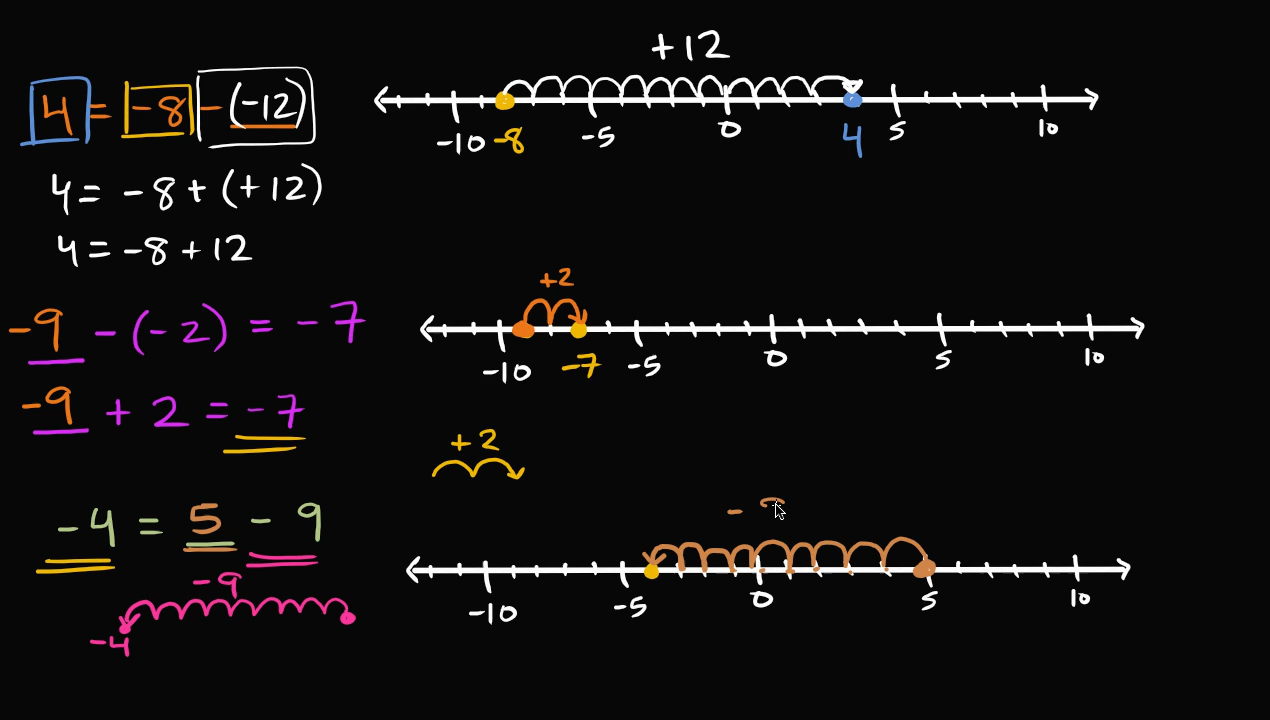 +12
4 = -8 - (-12)
-10 -8 -5 0 4 5 10
4 = -8 + (+12)
4 = -8 + 12
+2
-9 - (-2) = -7
-10 -7 -5 0 5 10
-9 + 2 = -7
+2
-4 = 5 - 9
-
-9
-10 -5 0 5 10
-4